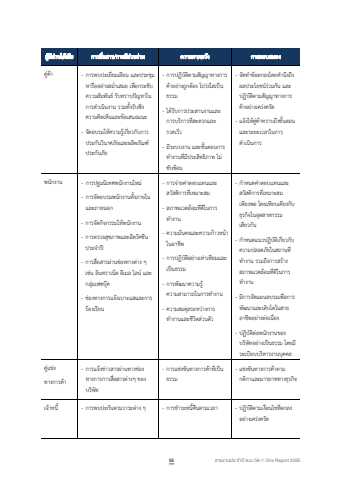 ผู้มีส่วนได้เสีย
การสื่อสาร/การมีส่วนร่วม
ความคาดหวัง
การตอบสนอง
คู่ค้า
- การพบปะเยี่ยมเยียน และประชุม
หารืออย่างสม่ำเสมอ เพื่อกระชับ
ความสัมพันธ์ รับทราบปัญหาใน
การดำเนินงาน รวมทั้งรับฟัง
ความคิดเห็นและข้อเสนอแนะ
- จัดอบรมให้ความรู้เกี่ยวกับการ
ประกันวินาศภัยและผลิตภัณฑ์
ประกันภัย
- การปฏิบัติตามสัญญาทางการ
ค้าอย่างถูกต้อง โปร่งใสเป็น
ธรรม
- ได้รับการประสานงานและ
การบริการที่สะดวกและ
รวดเร็ว
- มีระบบงาน และขั้นตอนการ
ทำงานที่มีประสิทธิภาพ ไม่
ซับซ้อน
- จัดทำข้อตกลงโดยคำนึงถึง
ผลประโยชน์ร่วมกัน และ
ปฏิบัติตามสัญญาทางการ
ค้าอย่างเคร่งครัด
- แจ้งให้คู่ค้าทราบถึงขั้นตอน
และระยะเวลาในการ
ดำเนินการ
พนักงาน
- การปฐมนิเทศพนักงานใหม่
- การจัดอบรมพนักงานทั้งภายใน
และภายนอก
- การจัดกิจกรรมให้พนักงาน
- การตรวจสุขภาพและฉีดวัคซีน
ประจำปี
- การสื่อสารผ่านช่องทางต่าง ๆ
เช่น อินทราเน็ต อีเมล ไลน์ และ
กลุ่มเฟซบุ๊ค
- ช่องทางการแจ้งเบาะแสและการ
ร้องเรียน
- การจ่ายค่าตอบแทนและ
สวัสดิการที่เหมาะสม
- สภาพแวดล้อมที่ดีในการ
ทำงาน
- ความมั่นคงและความก้าวหน้า
ในอาชีพ
- การปฏิบัติอย่างเท่าเทียมและ
เป็นธรรม
- การพัฒนาความรู้
ความสามารถในการทำงาน
- ความสมดุลระหว่างการ
ทำงานและชีวิตส่วนตัว
- กำหนดค่าตอบแทนและ
สวัสดิการที่เหมาะสม
เพียงพอ โดยเทียบเคียงกับ
ธุรกิจในอุตสาหกรรม
เดียวกัน
- กำหนดแนวปฏิบัติเกี่ยวกับ
ความปลอดภัยในสถานที่
ทำงาน รวมถึงการสร้าง
สภาพแวดล้อมที่ดีในการ
ทำงาน
- มีการจัดแผนอบรมเพื่อการ
พัฒนาและเติบโตในสาย
อาชีพอย่างต่อเนื่อง
- ปฏิบัติต่อพนักงานของ
บริษัทอย่างเป็นธรรม โดยมี
ระเบียบบริหารงานบุคคล
คู่แข่ง
ทางการค้า
- การแจ้งข่าวสารผ่านทางช่อง
ทางการการสื่อสารต่างๆ ของ
บริษัท
- การแข่งขันทางการค้าที่เป็น
ธรรม
- แข่งขันทางการค้าตาม
กติกาและมารยาททางธุรกิจ
เจ้าหนี้
- การพบปะกันตามวาระต่าง ๆ
- การชำระหนี้คืนตามเวลา
- ปฏิบัติตามเงื่อนไขที่ตกลง
อย่างเคร่งครัด
รายงานประจำปี แบบ 56-1 One Report 2565